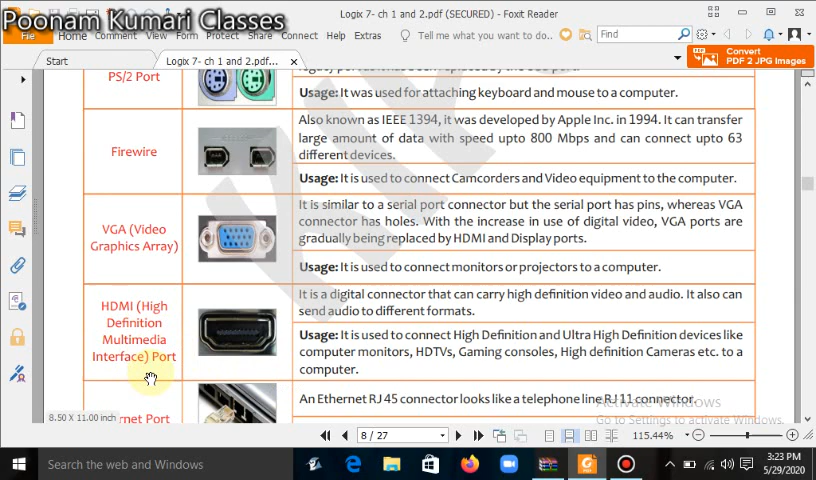 Poonam Kumari Classes
Logix 7- ch 1 and 2.pdf (SECURED) - Foxit Reader
File Home Comment View Form Protect Share Connect Help Extras Tell me what you want to do.. Find
Start Logix 7- ch 1 and 2.pdf... Convert
PDF 2 JPG Images
PS/2 Port
Usage: It was used for attaching keyboard and mouse to a computer.
Firewire
Also known as IEEE 1394, it was developed by Apple Inc. in 1994. It can transfer
large amount of data with speed upto 800 Mbps and can connect upto 63
different devices.
Usage: It is used to connect Camcorders and Video equipment to the computer.
VGA (Video
Graphics Array)
It is similar to a serial port connector but the serial port has pins, whereas VGA
connector has holes. With the increase in use of digital video, VGA ports are
gradually being replaced by HDMI and Display ports.
Usage: It is used to connect monitors or projectors to a computer.
HDMI (High
Definition
Multimedia
Interface) Port
It is a digital connector that can carry high definition video and audio. It also can
send audio to different formats.
Usage: It is used to connect High Definition and Ultra High Definition devices like
computer monitors, HDTVs, Gaming consoles, High definition Cameras etc. to a
computer.
An Ethernet RJ 45 connector looks like a telephone line RJ 11 connector.
Activate Windows
Go to Settings to activate Windows.
8.50 X 11.00 inch
rnet Port
8 / 27
115.44%
Search the web and Windows
3:23 PM
5/29/2020